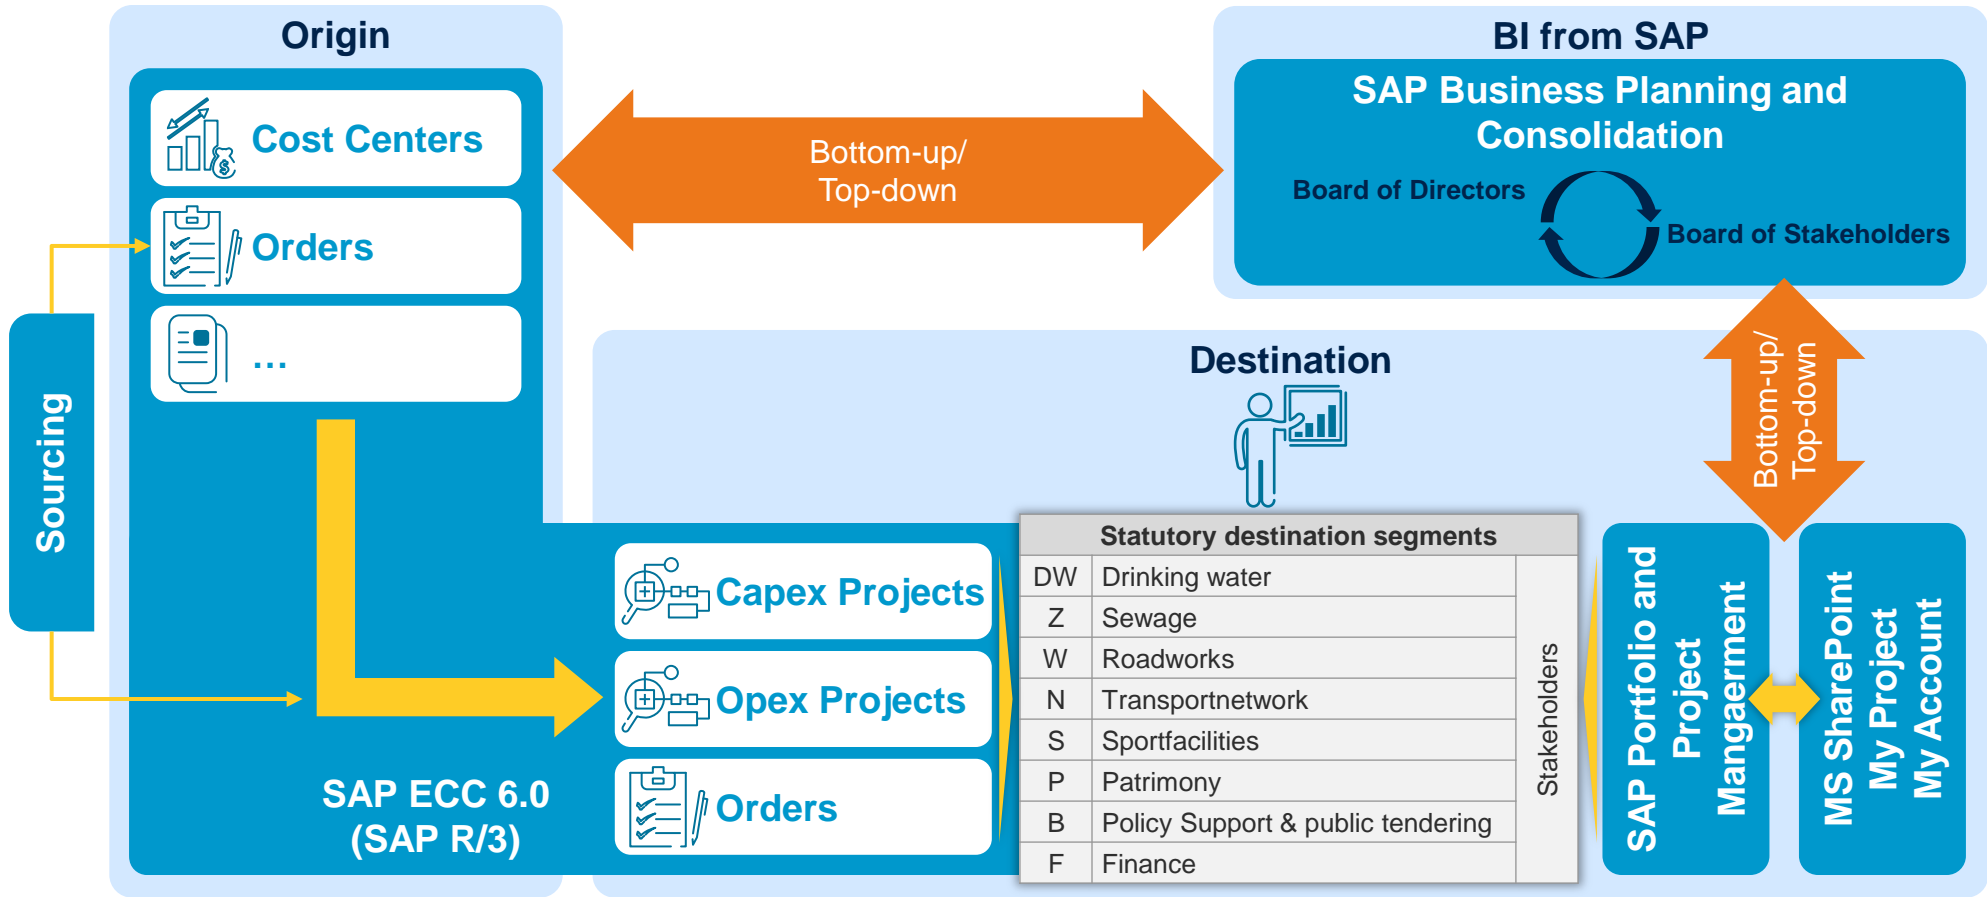 Origin
Cost Centers
Orders
...
Sourcing
SAP ECC 6.0
(SAP R/3)
Bottom-up/
Top-down
BI from SAP
SAP Business Planning and
Consolidation
Board of Directors
Board of Stakeholders
Bottom-up/
Top-down
Destination
Capex Projects
Opex Projects
Orders
Statutory destination segments
DW Drinking water
Z Sewage
W Roadworks
N Transportnetwork
S Sportfacilities
P Patrimony
B Policy Support & public tendering
F Finance
Stakeholders
SAP Portfolio and
Project
Mangaerment
MS SharePoint
My Project
My Account